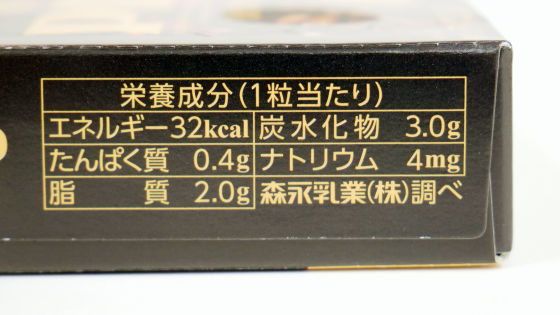 栄養成分(1粒当たり)
エネルギー32kcal 炭水化物 3.0g
たんぱく質 0.4g ナトリウム 4mg
脂質 2.0g 森永乳業(株)調べ